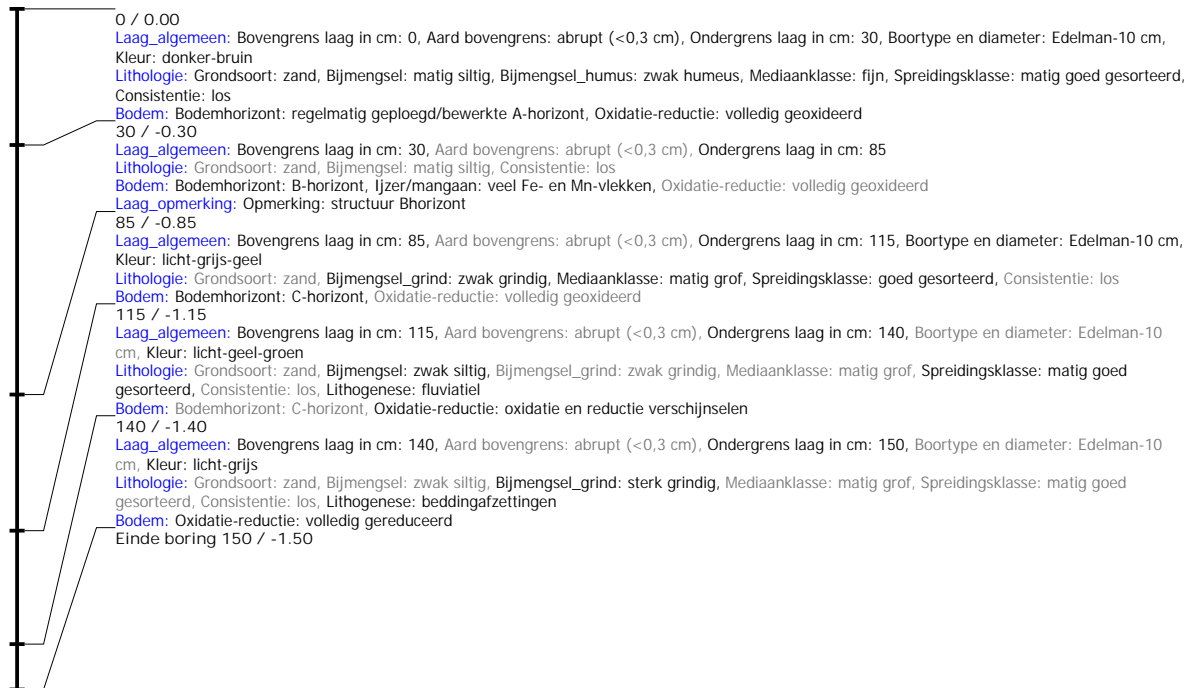 0 / 0.00
Laag_algemeen: Bovengrens laag in cm: 0, Aard bovengrens: abrupt (<0,3 cm), Ondergrens laag in cm: 30, Boortype en diameter: Edelman-10 cm,
Kleur: donker-bruin
Lithologie: Grondsoort: zand, Bijmengsel: matig siltig, Bijmengsel_humus: zwak humeus, Mediaanklasse: fijn, Spreidingsklasse: matig goed gesorteerd,
Consistentie: los
Bodem: Bodemhorizont: regelmatig geploegd/bewerkte A-horizont, Oxidatie-reductie: volledig geoxideerd
30 / -0.30
Laag_algemeen: Bovengrens laag in cm: 30, Aard bovengrens: abrupt (<0,3 cm), Ondergrens laag in cm: 85
Lithologie: Grondsoort: zand, Bijmengsel: matig siltig, Consistentie: los
Bodem: Bodemhorizont: B-horizont, Ijzer/mangaan: veel Fe- en Mn-vlekken, Oxidatie-reductie: volledig geoxideerd
Laag_opmerking: Opmerking: structuur Bhorizont
85 / -0.85
Laag_algemeen: Bovengrens laag in cm: 85, Aard bovengrens: abrupt (<0,3 cm), Ondergrens laag in cm: 115, Boortype en diameter: Edelman-10 cm,
Kleur: licht-grijs-geel
Lithologie: Grondsoort: zand, Bijmengsel_grind: zwak grindig, Mediaanklasse: matig grof, Spreidingsklasse: goed gesorteerd, Consistentie: los
Bodem: Bodemhorizont: C-horizont, Oxidatie-reductie: volledig geoxideerd
115 / -1.15
Laag_algemeen: Bovengrens laag in cm: 115, Aard bovengrens: abrupt (<0,3 cm), Ondergrens laag in cm: 140, Boortype en diameter: Edelman-10
cm, Kleur: licht-geel-groen
Lithologie: Grondsoort: zand, Bijmengsel: zwak siltig, Bijmengsel_grind: zwak grindig, Mediaanklasse: matig grof, Spreidingsklasse: matig goed
gesorteerd, Consistentie: los, Lithogenese: fluviatiel
Bodem: Bodemhorizont: C-horizont, Oxidatie-reductie: oxidatie en reductie verschijnselen
140 / -1.40
Laag_algemeen: Bovengrens laag in cm: 140, Aard bovengrens: abrupt (<0,3 cm), Ondergrens laag in cm: 150, Boortype en diameter: Edelman-10
cm, Kleur: licht-grijs
Lithologie: Grondsoort: zand, Bijmengsel: zwak siltig, Bijmengsel_grind: sterk grindig, Mediaanklasse: matig grof, Spreidingsklasse: matig goed
gesorteerd, Consistentie: los, Lithogenese: beddingafzettingen
Bodem: Oxidatie-reductie: volledig gereduceerd
Einde boring 150 / -1.50